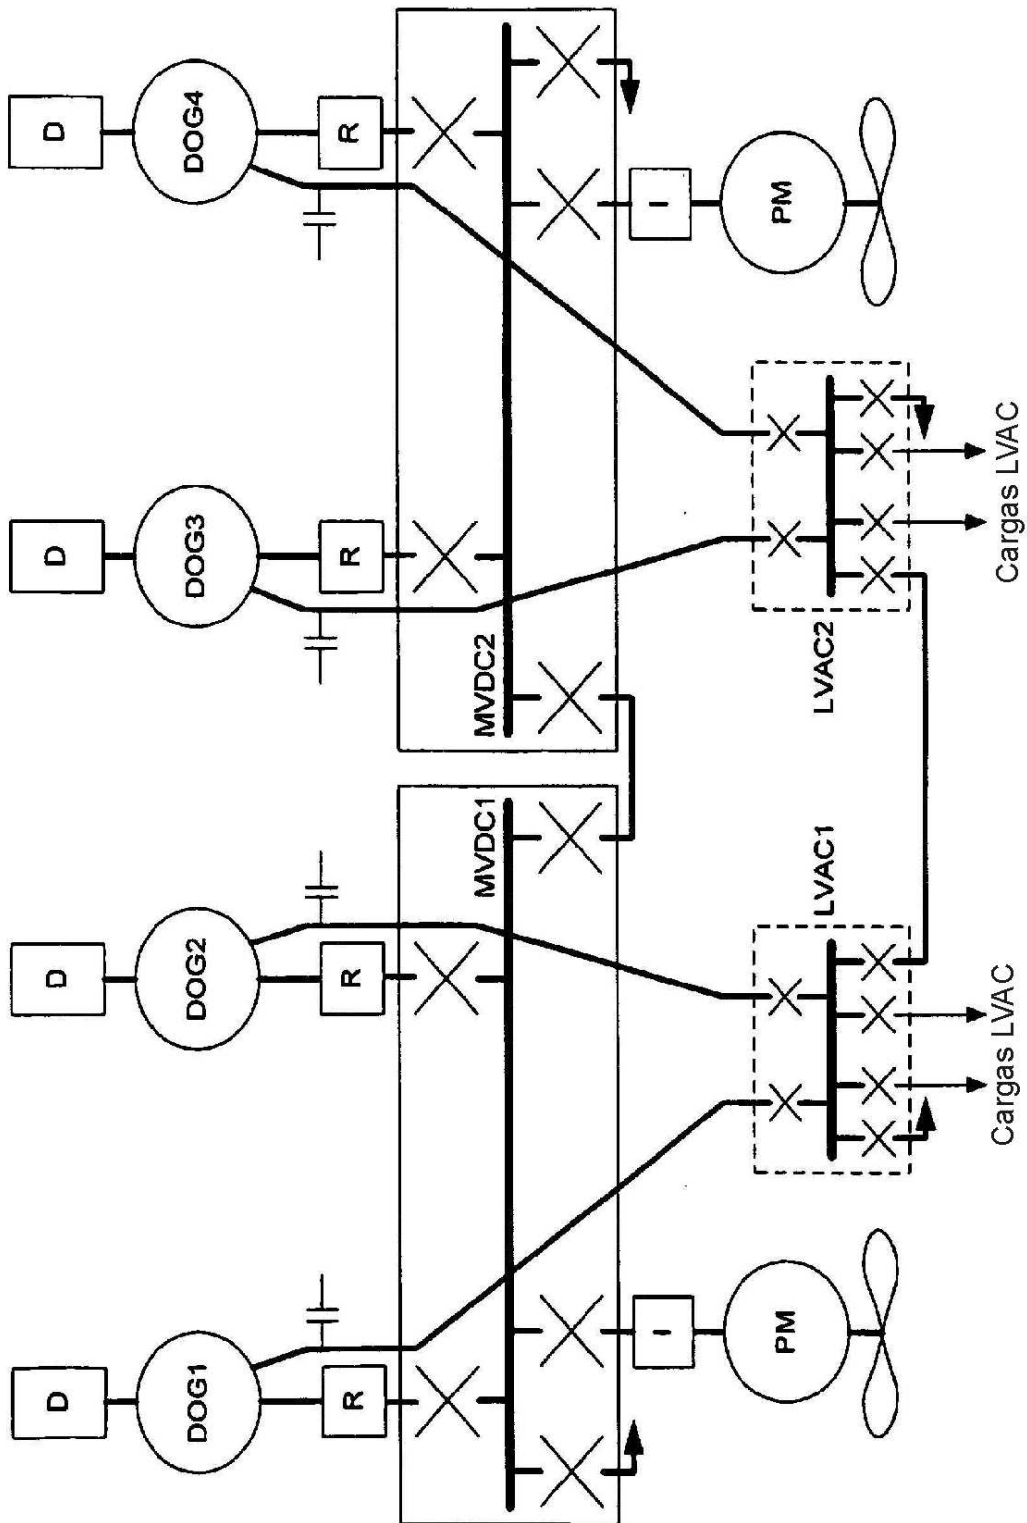 D
D
D
D
DOG1
DOG2
DOG3
DOG4
R
R
R
R
MVDC1
MVDC2
I
I
PM
PM
LVAC1
LVAC2
Cargas LVAC
Cargas LVAC